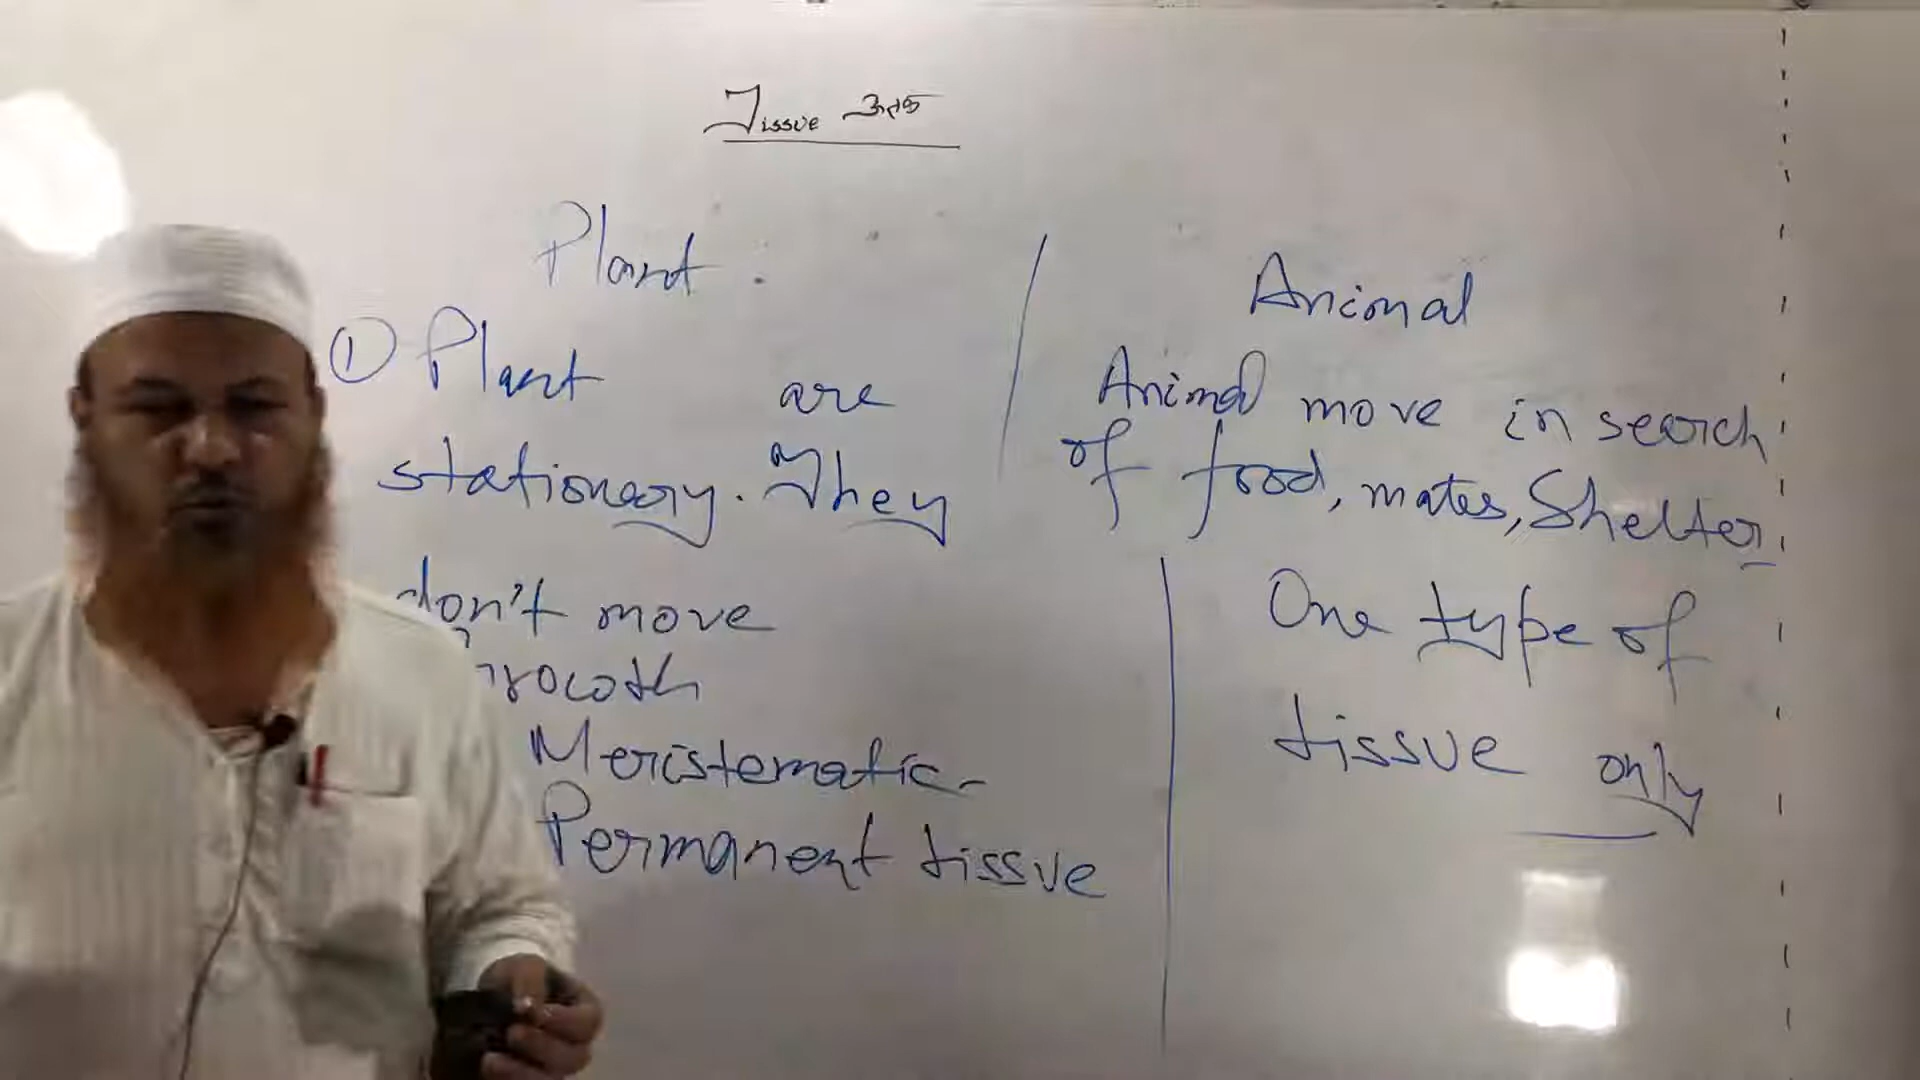 Tissue ऊतक
Plant.
① Plant are
stationary. They
don't move
Growth
Meristematic
Permanent tissue
Animal
Animal move in search
of food, mates, Shelter
One type of
tissue only